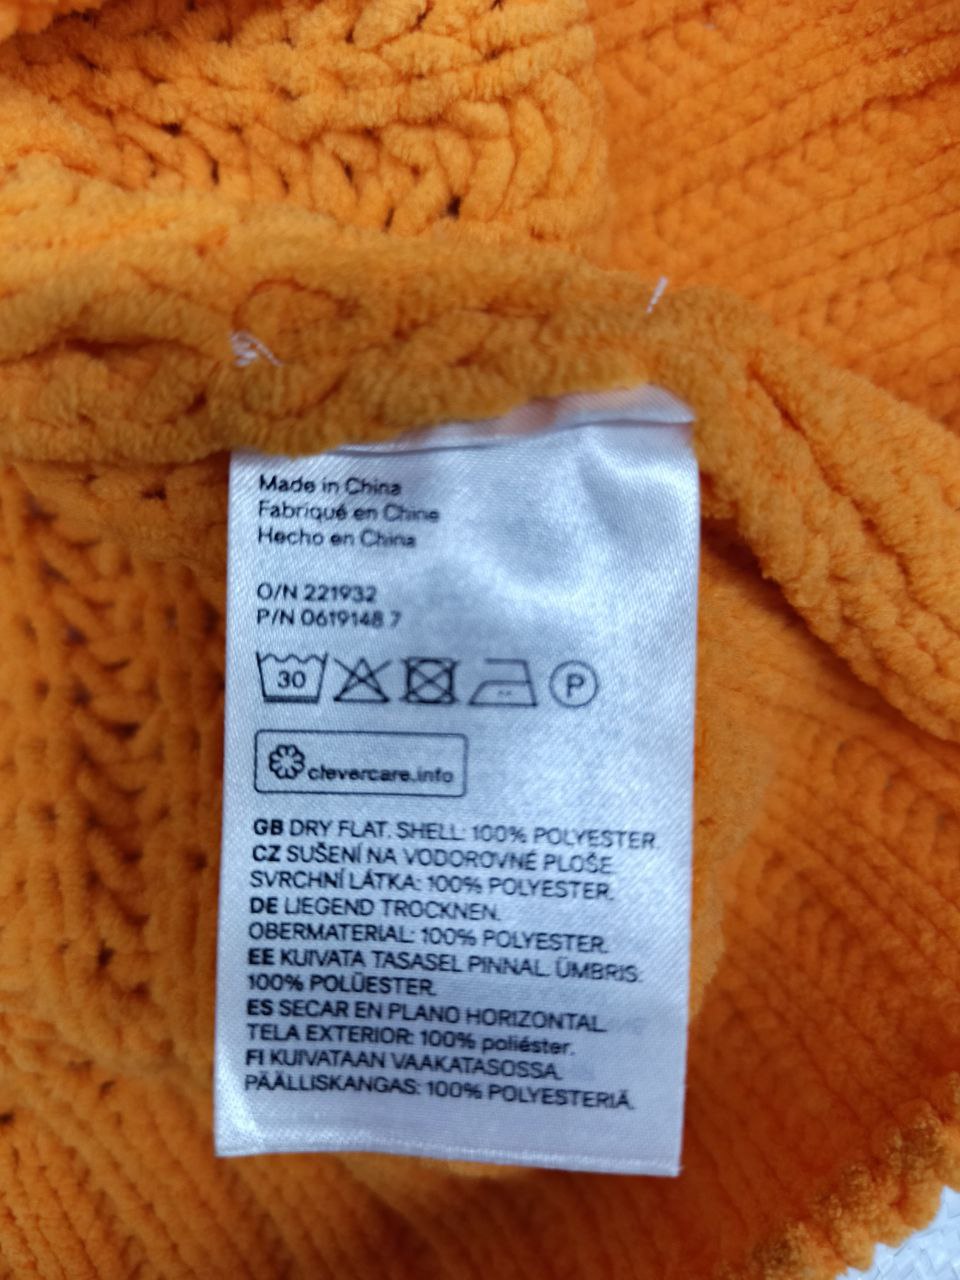 Made in China
Fabriqué en Chine
Hecho en China
O/N 221932
P/N 0619148 7
30
P
clevercare.info
GB DRY FLAT. SHELL: 100% POLYESTER.
CZ SUŠENÍ NA VODOROVNÉ PLOŠE.
SVRCHNÍ LÁTKA: 100% POLYESTER.
DE LIEGEND TROCKNEN.
OBERMATERIAL: 100% POLYESTER.
EE KUIVATA TASASEL PINNAL. ÜMBRIS:
100% POLÜESTER.
ES SECAR EN PLANO HORIZONTAL.
TELA EXTERIOR: 100% poliéster.
FI KUIVATAAN VAAKATASOSSA.
PÄÄLLISKANGAS: 100% POLYESTERIÄ.